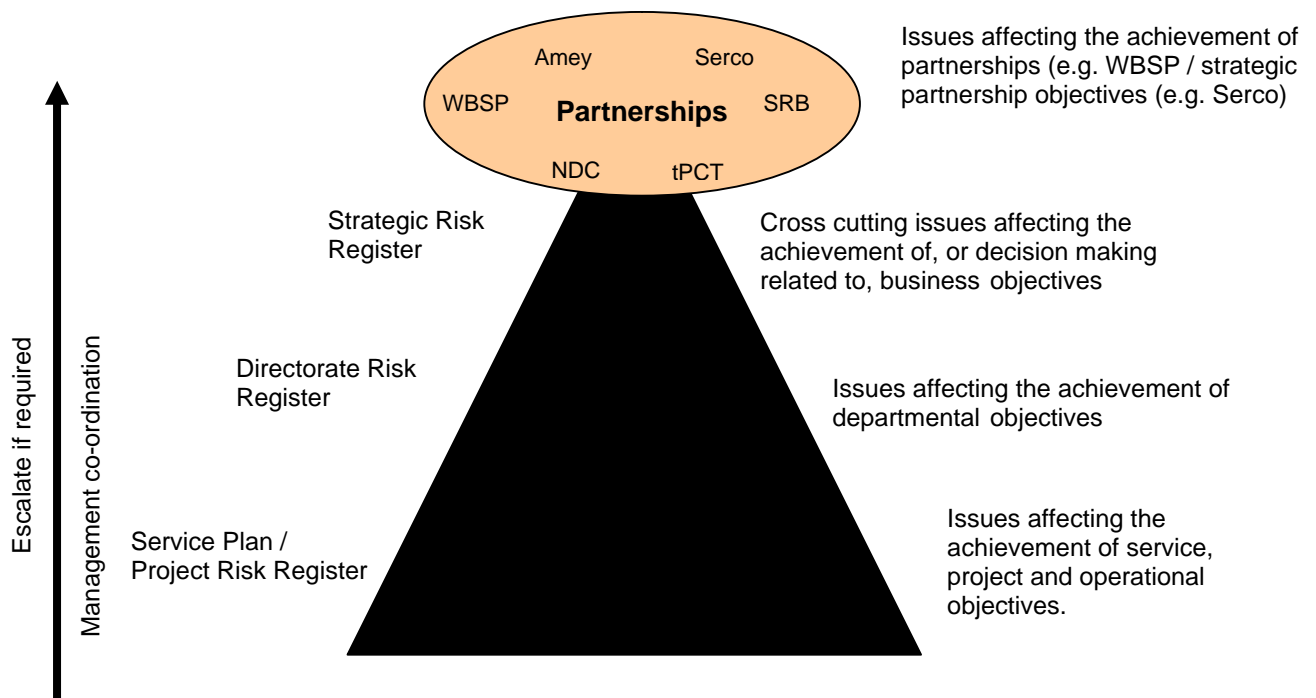 Amey
Serco
WBSP
Partnerships
SRB
NDC
tPCT
Issues affecting the achievement of
partnerships (e.g. WBSP / strategic
partnership objectives (e.g. Serco)
Strategic Risk
Register
Cross cutting issues affecting the
achievement of, or decision making
related to, business objectives
Directorate Risk
Register
Issues affecting the achievement of
departmental objectives
Service Plan /
Project Risk Register
Issues affecting the
achievement of service,
project and operational
objectives.
Escalate if required
Management co-ordination